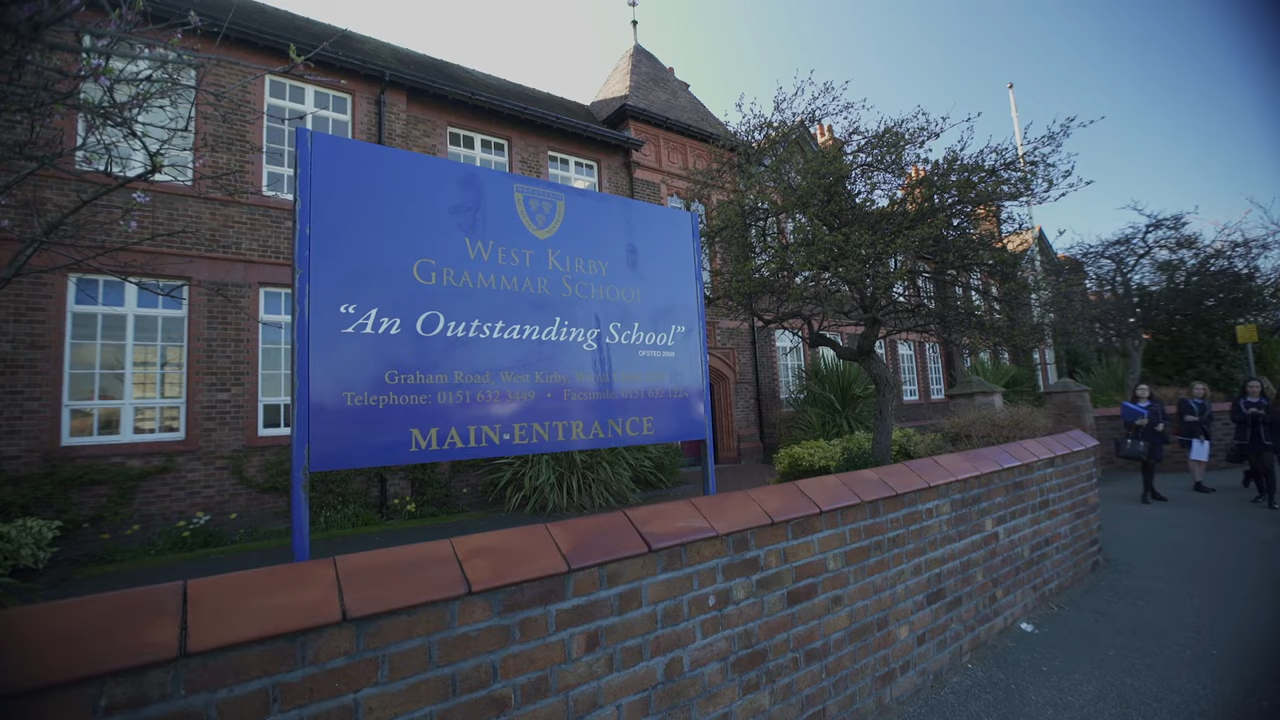 West Kirby
Grammar School
“An Outstanding School”
OFSTED 2009
Graham Road, West Kirby,
Telephone: 0151 632 3449 • Facsimile: 0151 632 1224
MAIN ENTRANCE